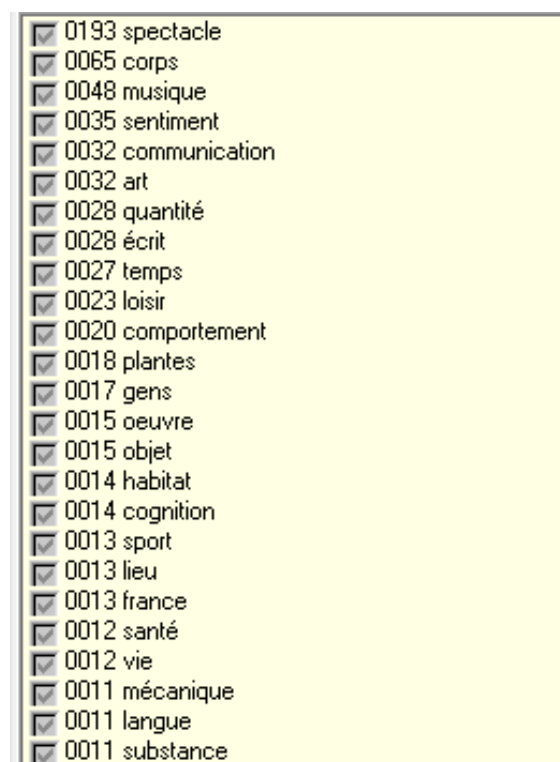 0193 spectacle
0065 corps
0048 musique
0035 sentiment
0032 communication
0032 art
0028 quantité
0028 écrit
0027 temps
0023 loisir
0020 comportement
0018 plantes
0017 gens
0015 oeuvre
0015 objet
0014 habitat
0014 cognition
0013 sport
0013 lieu
0013 france
0012 santé
0012 vie
0011 mécanique
0011 langue
0011 substance